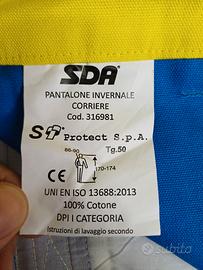 SDA
PANTALONE INVERNALE
CORRIERE
Cod. 316981
S Protect S.p.A.
Tg.50
86-90
170-174
CE
UNI EN ISO 13688:2013
100% Cotone
DPI I CATEGORIA
Istruzioni di lavaggio secondo
subito